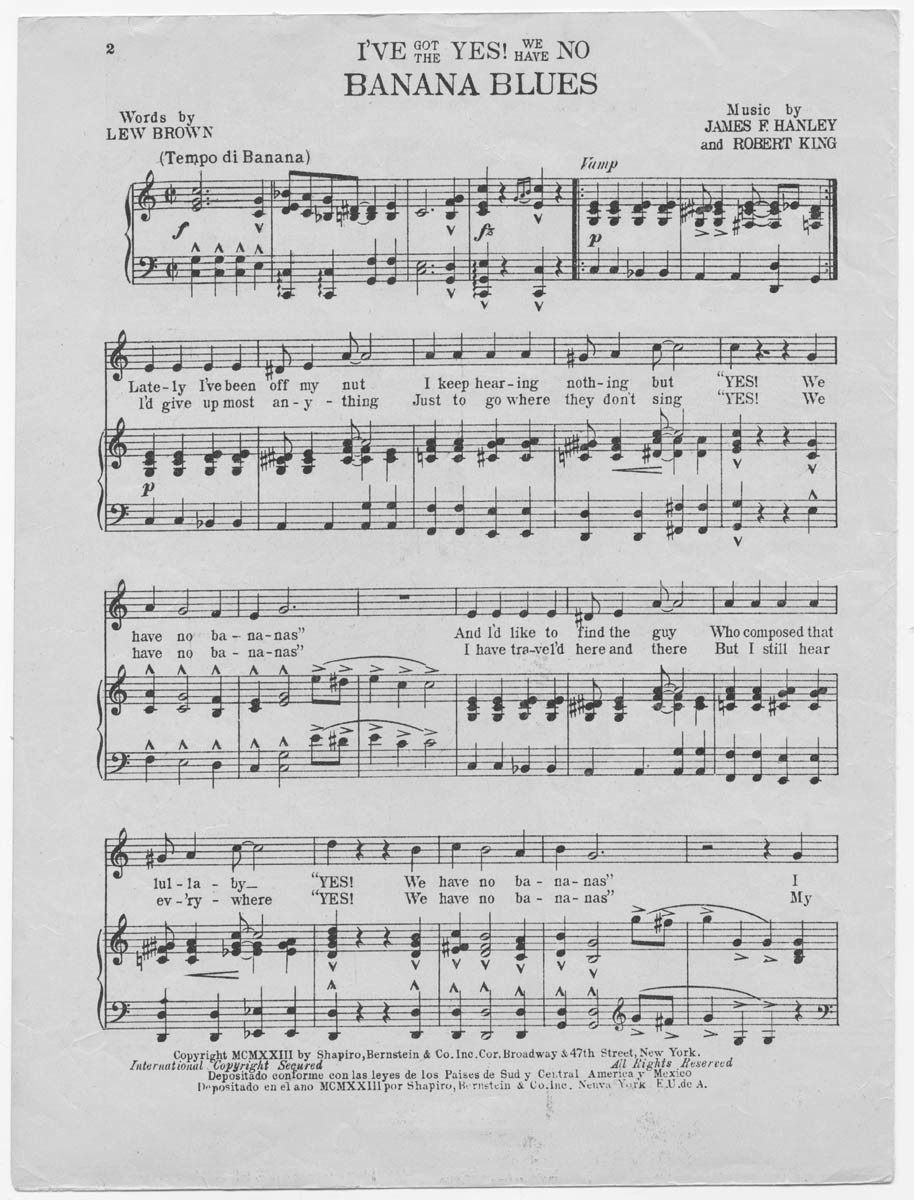 2
I'VE GOT THE YES! WE HAVE NO
BANANA BLUES
Words by
LEW BROWN
Music by
JAMES F. HANLEY
and ROBERT KING
(Tempo di Banana)
Vamp
f
fz
p
Late-ly I've been off my nut I keep hear-ing noth-ing but "YES! We
I'd give up most an-y-thing Just to go where they don't sing "YES! We
p
have no ba-na-nas" And I'd like to find the guy Who composed that
have no ba-na-nas" I have trav-el'd here and there But I still hear
lul-la-by "YES! We have no ba-na-nas" I
ev-'ry-where "YES! We have no ba-na-nas" My
Copyright MCMXXIII by Shapiro, Bernstein & Co. Inc. Cor. Broadway & 47th Street, New York.
International Copyright Secured All Rights Reserved
Depositado conforme con las leyes de los Paises de Sud y Central America y Mexico
Depositado en el ano MCMXXIII por Shapiro, Bernstein & Co. Inc. Neuva York E.U. de A.